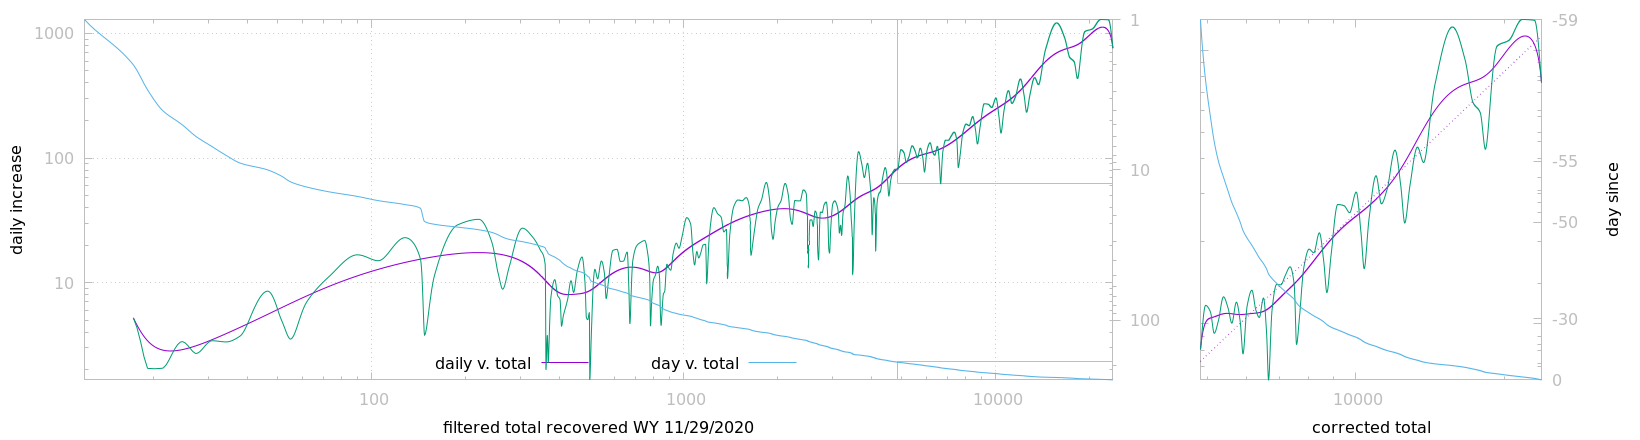 1000
100
10
daily increase
100
1000
10000
1
10
100
daily v. total
day v. total
filtered total recovered WY 11/29/2020
-59
-55
-50
-30
0
day since
10000
corrected total